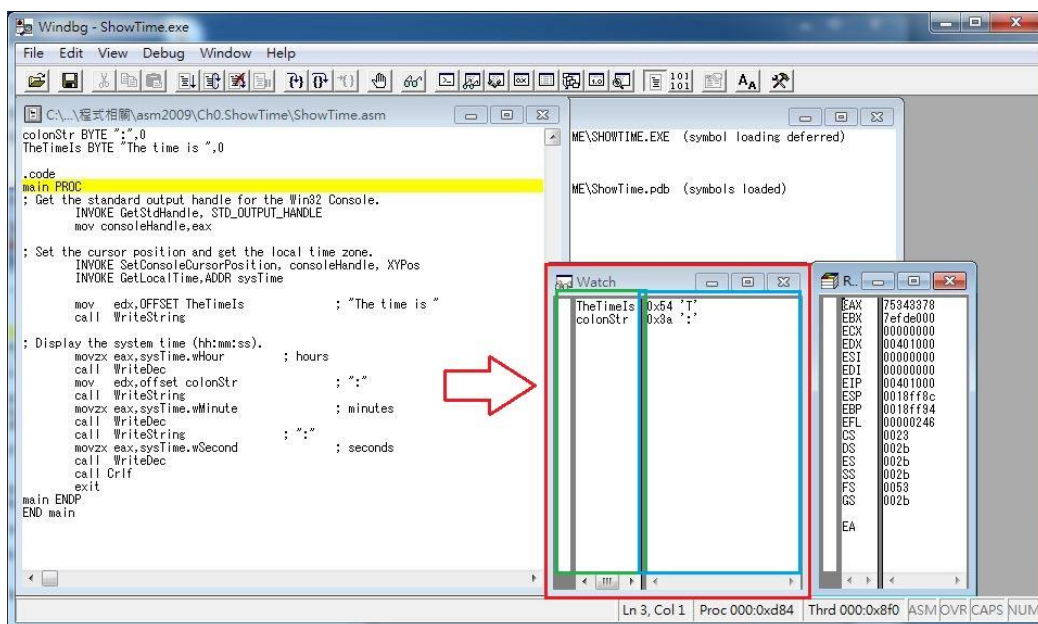 Windbg - ShowTime.exe
File Edit View Debug Window Help
C:\...\程式相關\asm2009\Ch0.ShowTime\ShowTime.asm
colonStr BYTE ":",0
TheTimeIs BYTE "The time is ",0
.code
main PROC
; Get the standard output handle for the Win32 Console.
INVOKE GetStdHandle, STD_OUTPUT_HANDLE
mov consoleHandle,eax
; Set the cursor position and get the local time zone.
INVOKE SetConsoleCursorPosition, consoleHandle, XYPos
INVOKE GetLocalTime,ADDR sysTime
mov edx,OFFSET TheTimeIs ; "The time is "
call WriteString
; Display the system time (hh:mm:ss).
movzx eax,sysTime.wHour ; hours
call WriteDec
mov edx,offset colonStr ; ":"
call WriteString
movzx eax,sysTime.wMinute ; minutes
call WriteDec
call WriteString ; ":"
movzx eax,sysTime.wSecond ; seconds
call WriteDec
call Crlf
exit
main ENDP
END main
ME\SHOWTIME.EXE (symbol loading deferred)
ME\ShowTime.pdb (symbols loaded)
Watch
TheTimeIs 0x54 'T'
colonStr 0x3a ':'
R...
EAX 75343378
EBX 7efde000
ECX 00000000
EDX 00401000
ESI 00000000
EDI 00000000
EIP 00401000
ESP 0018ff8c
EBP 0018ff94
EFL 00000246
CS 0023
DS 002b
ES 002b
SS 002b
FS 0053
GS 002b
EA
Ln 3, Col 1 Proc 000:0xd84 Thrd 000:0x8f0 ASM OVR CAPS NUM